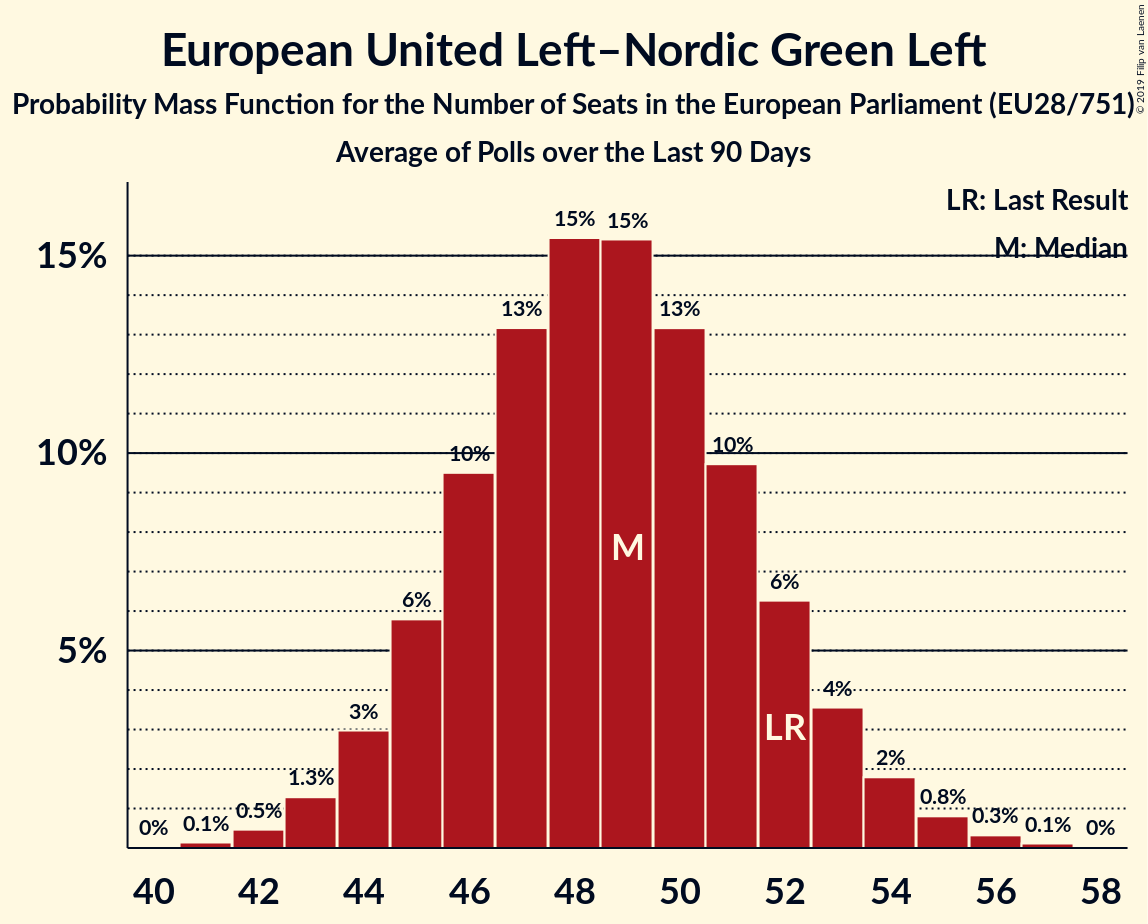 European United Left–Nordic Green Left
Probability Mass Function for the Number of Seats in the European Parliament (EU28/751)
Average of Polls over the Last 90 Days
© 2019 Filip van Laenen
LR: Last Result
M: Median
15%
10%
5%
0%
0.1%
0.5%
1.3%
3%
6%
10%
13%
15%
15%
13%
10%
6%
4%
2%
0.8%
0.3%
0.1%
0%
M
LR
40 42 44 46 48 50 52 54 56 58